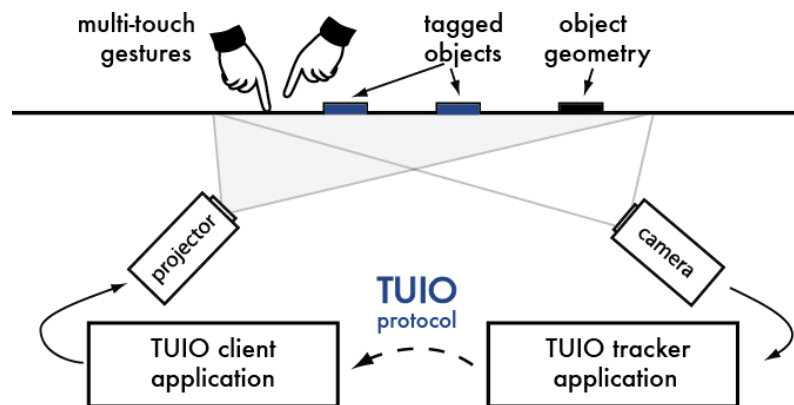 multi-touch
gestures
tagged
objects
object
geometry
projector
camera
TUIO
protocol
TUIO client
application
TUIO tracker
application